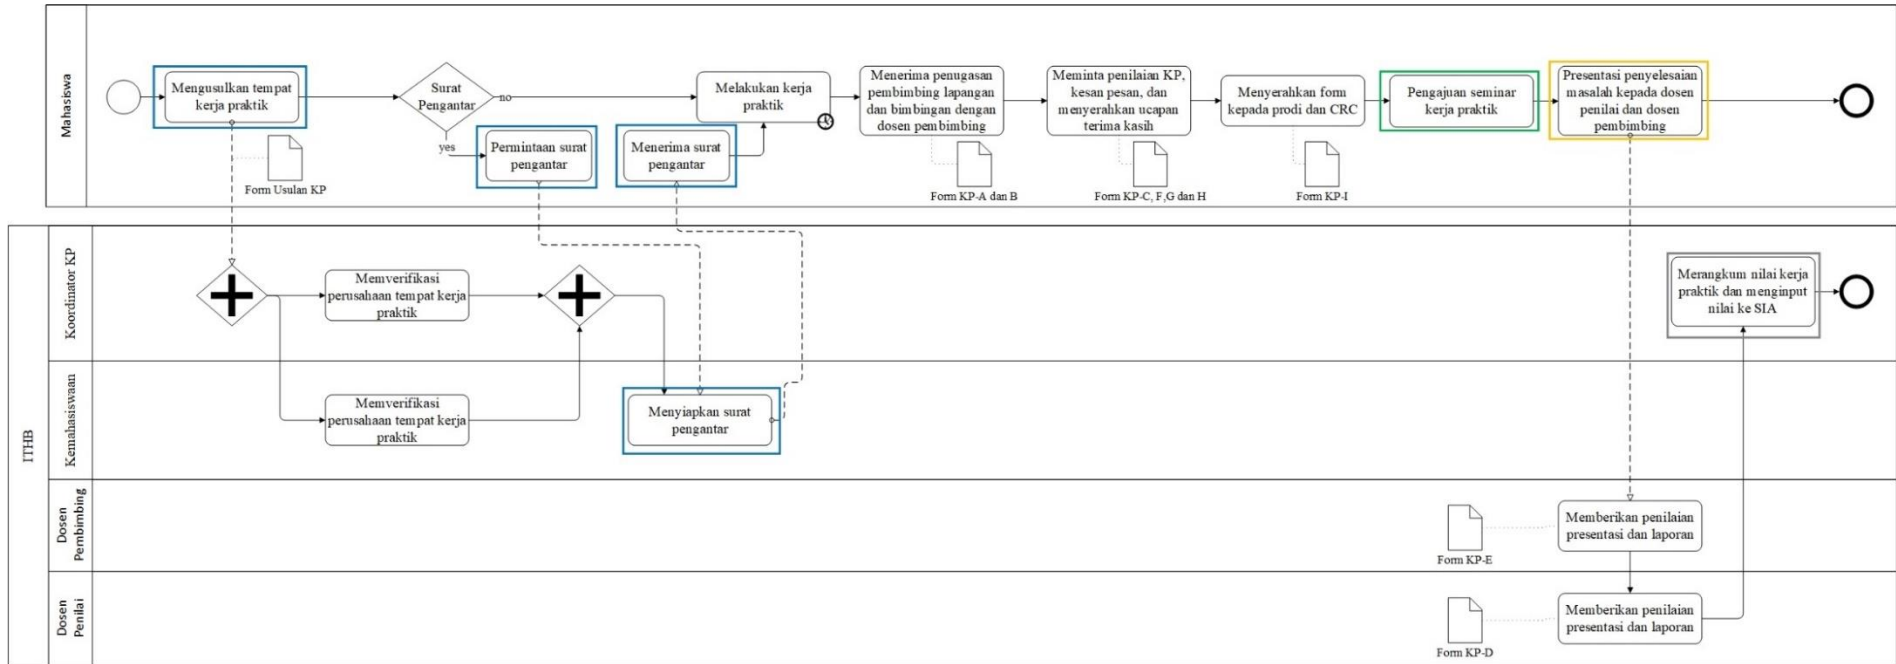 Mahasiswa
Mengusulkan tempat
kerja praktik
Form Usulan KP
Surat
Pengantar
no
yes
Permintaan surat
pengantar
Menerima surat
pengantar
Melakukan kerja
praktik
Menerima penugasan
pembimbing lapangan
dan bimbingan dengan
dosen pembimbing
Form KP-A dan B
Meminta penilaian KP,
kesan pesan, dan
menyerahkan ucapan
terima kasih
Form KP-C, F,G dan H
Menyerahkan form
kepada prodi dan CRC
Form KP-I
Pengajuan seminar
kerja praktik
Presentasi penyelesaian
masalah kepada dosen
penilai dan dosen
pembimbing
ITHB
Koordinator KP
Memverifikasi
perusahaan tempat kerja
praktik
Merangkum nilai kerja
praktik dan menginput
nilai ke SIA
Kemahasiswaan
Memverifikasi
perusahaan tempat kerja
praktik
Menyiapkan surat
pengantar
Dosen
Pembimbing
Form KP-E
Memberikan penilaian
presentasi dan laporan
Dosen
Penilai
Form KP-D
Memberikan penilaian
presentasi dan laporan